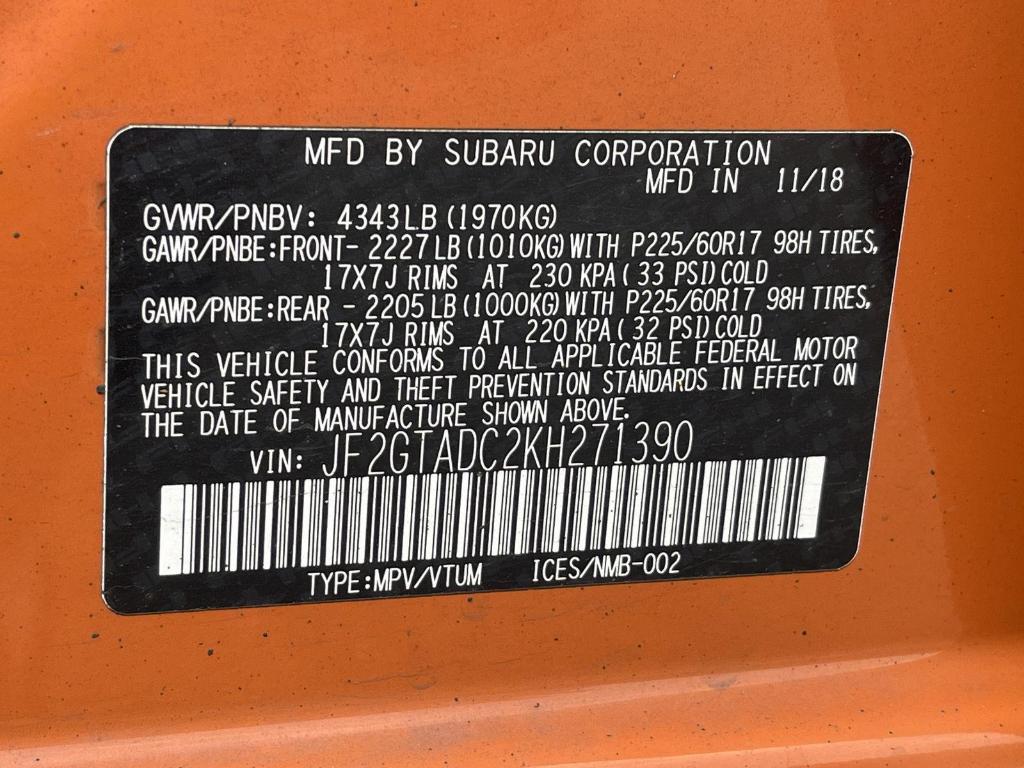 MFD BY SUBARU CORPORATION
MFD IN 11/18
GVWR/PNBV: 4343LB (1970KG)
GAWR/PNBE:FRONT- 2227 LB (1010KG) WITH P225/60R17 98H TIRES,
17X7J RIMS AT 230 KPA ( 33 PSI) COLD
GAWR/PNBE:REAR - 2205 LB (1000KG) WITH P225/60R17 98H TIRES,
17X7J RIMS AT 220 KPA ( 32 PSI) COLD
THIS VEHICLE CONFORMS TO ALL APPLICABLE FEDERAL MOTOR
VEHICLE SAFETY AND THEFT PREVENTION STANDARDS IN EFFECT ON
THE DATE OF MANUFACTURE SHOWN ABOVE.
VIN: JF2GTADC2KH271390
TYPE:MPV/VTUM ICES/NMB-002